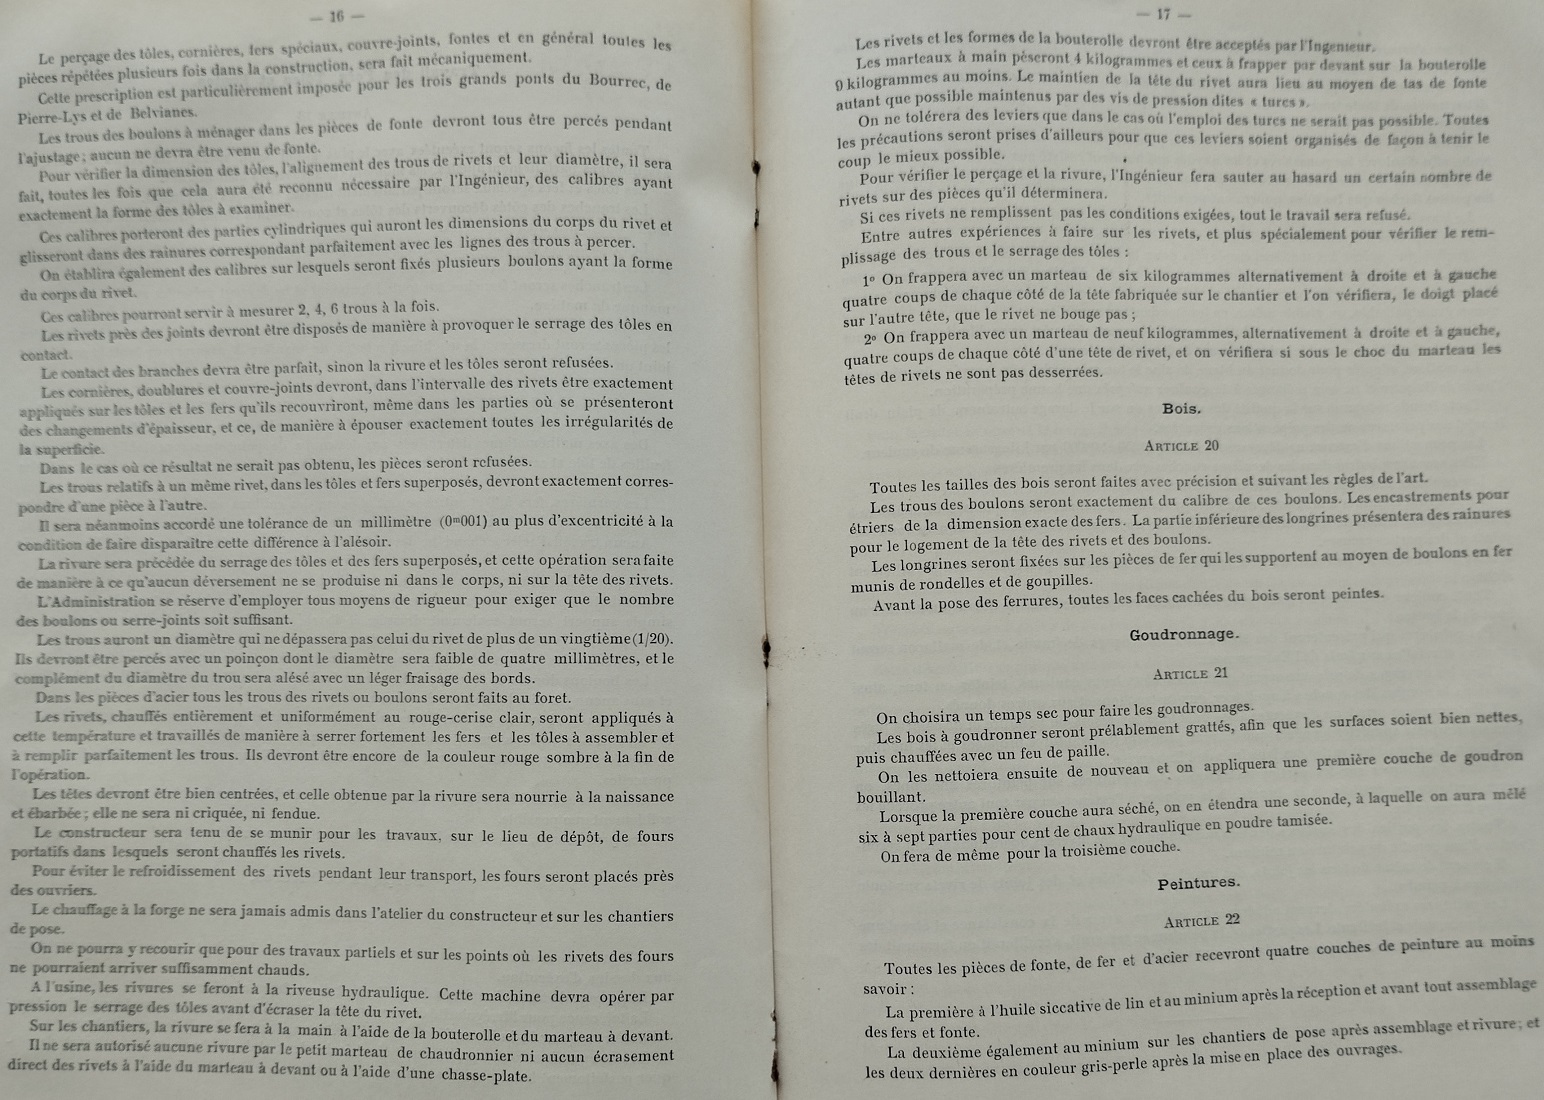 — 16 —
Le perçage des tôles, cornières, fers spéciaux, couvre-joints, fontes et en général toutes les
pièces répétées plusieurs fois dans la construction, sera fait mécaniquement.
Cette prescription est particulièrement imposée pour les trois grands ponts du Bourrec, de
Pierre-Lys et de Belvianes.
Les trous des boulons à ménager dans les pièces de fonte devront tous être percés pendant
l'ajustage; aucun ne devra être venu de fonte.
Pour vérifier la dimension des tôles, l'alignement des trous de rivets et leur diamètre, il sera
fait, toutes les fois que cela aura été reconnu nécessaire par l'Ingénieur, des calibres ayant
exactement la forme des tôles à examiner.
Ces calibres porteront des parties cylindriques qui auront les dimensions du corps du rivet et
glisseront dans des rainures correspondant parfaitement avec les lignes des trous à percer.
On établira également des calibres sur lesquels seront fixés plusieurs boulons ayant la forme
du corps du rivet.
Ces calibres pourront servir à mesurer 2, 4, 6 trous à la fois.
Les rivets près des joints devront être disposés de manière à provoquer le serrage des tôles en
contact.
Le contact des branches devra être parfait, sinon la rivure et les tôles seront refusées.
Les cornières, doublures et couvre-joints devront, dans l'intervalle des rivets être exactement
appliqués sur les tôles et les fers qu'ils recouvriront, même dans les parties où se présenteront
des changements d'épaisseur, et ce, de manière à épouser exactement toutes les irrégularités de
la superficie.
Dans le cas où ce résultat ne serait pas obtenu, les pièces seront refusées.
Les trous relatifs à un même rivet, dans les tôles et fers superposés, devront exactement corres-
pondre d'une pièce à l'autre.
Il sera néanmoins accordé une tolérance de un millimètre (0ᵐ001) au plus d'excentricité à la
condition de faire disparaître cette différence à l'alésoir.
La rivure sera précédée du serrage des tôles et des fers superposés, et cette opération sera faite
de manière à ce qu'aucun déversement ne se produise ni dans le corps, ni sur la tête des rivets.
L'Administration se réserve d'employer tous moyens de rigueur pour exiger que le nombre
des boulons ou serre-joints soit suffisant.
Les trous auront un diamètre qui ne dépassera pas celui du rivet de plus de un vingtième (1/20).
Ils devront être percés avec un poinçon dont le diamètre sera faible de quatre millimètres, et le
complément du diamètre du trou sera alésé avec un léger fraisage des bords.
Dans les pièces d'acier tous les trous des rivets ou boulons seront faits au foret.
Les rivets, chauffés entièrement et uniformément au rouge-cerise clair, seront appliqués à
cette température et travaillés de manière à serrer fortement les fers et les tôles à assembler et
à remplir parfaitement les trous. Ils devront être encore de la couleur rouge sombre à la fin de
l'opération.
Les têtes devront être bien centrées, et celle obtenue par la rivure sera nourrie à la naissance
et ébarbée; elle ne sera ni criquée, ni fendue.
Le constructeur sera tenu de se munir pour les travaux, sur le lieu de dépôt, de fours
portatifs dans lesquels seront chauffés les rivets.
Pour éviter le refroidissement des rivets pendant leur transport, les fours seront placés près
des ouvriers.
Le chauffage à la forge ne sera jamais admis dans l'atelier du constructeur et sur les chantiers
de pose.
On ne pourra y recourir que pour des travaux partiels et sur les points où les rivets des fours
ne pourraient arriver suffisamment chauds.
A l'usine, les rivures se feront à la riveuse hydraulique. Cette machine devra opérer par
pression le serrage des tôles avant d'écraser la tête du rivet.
Sur les chantiers, la rivure se fera à la main à l'aide de la bouterolle et du marteau à devant.
Il ne sera autorisé aucune rivure par le petit marteau de chaudronnier ni aucun écrasement
direct des rivets à l'aide du marteau à devant ou à l'aide d'une chasse-plate.
— 17 —
Les rivets et les formes de la bouterolle devront être acceptés par l'Ingénieur.
Les marteaux à main pèseront 4 kilogrammes et ceux à frapper par devant sur la bouterolle
9 kilogrammes au moins. Le maintien de la tête du rivet aura lieu au moyen de tas de fonte
autant que possible maintenus par des vis de pression dites « turcs ».
On ne tolérera des leviers que dans le cas où l'emploi des turcs ne serait pas possible. Toutes
les précautions seront prises d'ailleurs pour que ces leviers soient organisés de façon à tenir le
coup le mieux possible.
Pour vérifier le perçage et la rivure, l'Ingénieur fera sauter au hasard un certain nombre de
rivets sur des pièces qu'il déterminera.
Si ces rivets ne remplissent pas les conditions exigées, tout le travail sera refusé.
Entre autres expériences à faire sur les rivets, et plus spécialement pour vérifier le rem-
plissage des trous et le serrage des tôles :
1º On frappera avec un marteau de six kilogrammes alternativement à droite et à gauche
quatre coups de chaque côté de la tête fabriquée sur le chantier et l'on vérifiera, le doigt placé
sur l'autre tête, que le rivet ne bouge pas ;
2º On frappera avec un marteau de neuf kilogrammes, alternativement à droite et à gauche,
quatre coups de chaque côté d'une tête de rivet, et on vérifiera si sous le choc du marteau les
têtes de rivets ne sont pas desserrées.
Bois.
ARTICLE 20
Toutes les tailles des bois seront faites avec précision et suivant les règles de l'art.
Les trous des boulons seront exactement du calibre de ces boulons. Les encastrements pour
étriers de la dimension exacte des fers. La partie inférieure des longrines présentera des rainures
pour le logement de la tête des rivets et des boulons.
Les longrines seront fixées sur les pièces de fer qui les supportent au moyen de boulons en fer
munis de rondelles et de goupilles.
Avant la pose des ferrures, toutes les faces cachées du bois seront peintes.
Goudronnage.
ARTICLE 21
On choisira un temps sec pour faire les goudronnages.
Les bois à goudronner seront prélablement grattés, afin que les surfaces soient bien nettes,
puis chauffées avec un feu de paille.
On les nettoiera ensuite de nouveau et on appliquera une première couche de goudron
bouillant.
Lorsque la première couche aura séché, on en étendra une seconde, à laquelle on aura mêlé
six à sept parties pour cent de chaux hydraulique en poudre tamisée.
On fera de même pour la troisième couche.
Peintures.
ARTICLE 22
Toutes les pièces de fonte, de fer et d'acier recevront quatre couches de peinture au moins
savoir :
La première à l'huile siccative de lin et au minium après la réception et avant tout assemblage
des fers et fonte.
La deuxième également au minium sur les chantiers de pose après assemblage et rivure ; et
les deux dernières en couleur gris-perle après la mise en place des ouvrages.